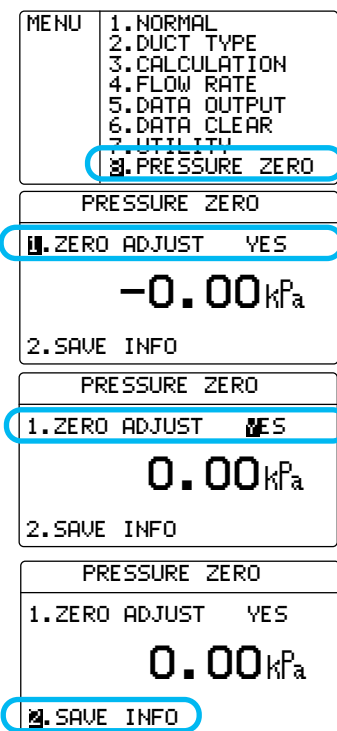 MENU
1.NORMAL
2.DUCT TYPE
3.CALCULATION
4.FLOW RATE
5.DATA OUTPUT
6.DATA CLEAR
7.UTILITY
8.PRESSURE ZERO
PRESSURE ZERO
1.ZERO ADJUST YES
-0.00kPa
2.SAVE INFO
PRESSURE ZERO
1.ZERO ADJUST YES
0.00kPa
2.SAVE INFO
PRESSURE ZERO
1.ZERO ADJUST YES
0.00kPa
2.SAVE INFO